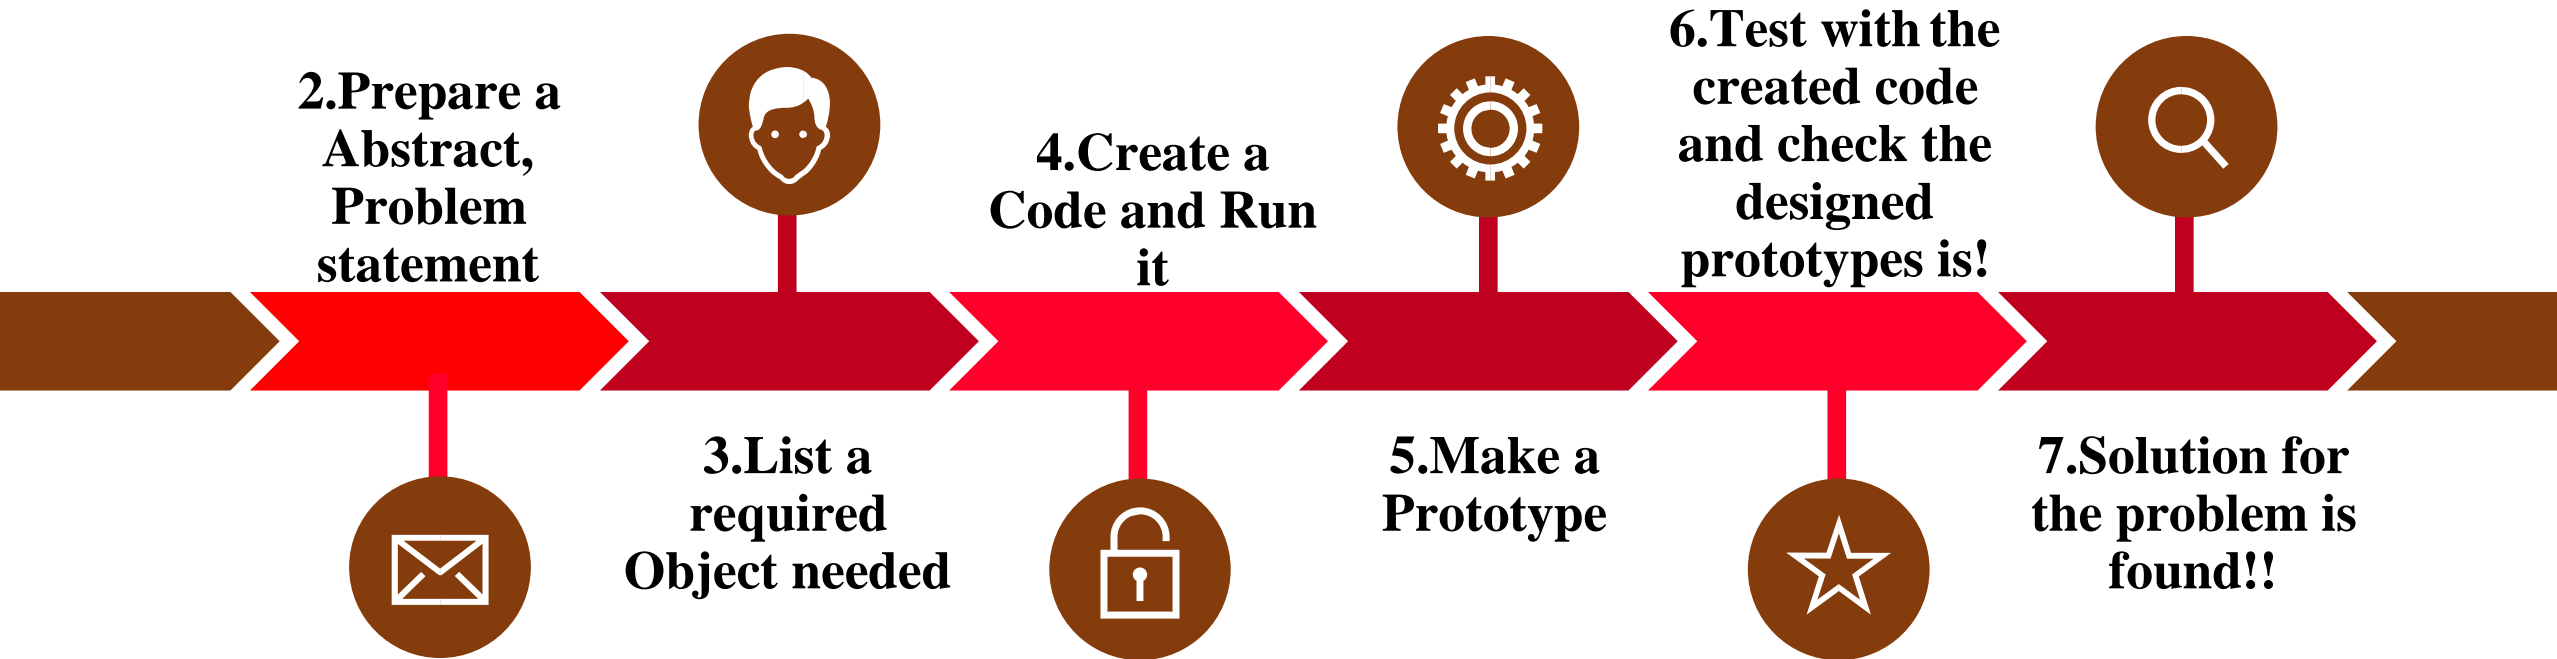 2.Prepare a
Abstract,
Problem
statement
3.List a
required
Object needed
4.Create a
Code and Run
it
5.Make a
Prototype
6.Test with the
created code
and check the
designed
prototypes is!
7.Solution for
the problem is
found!!